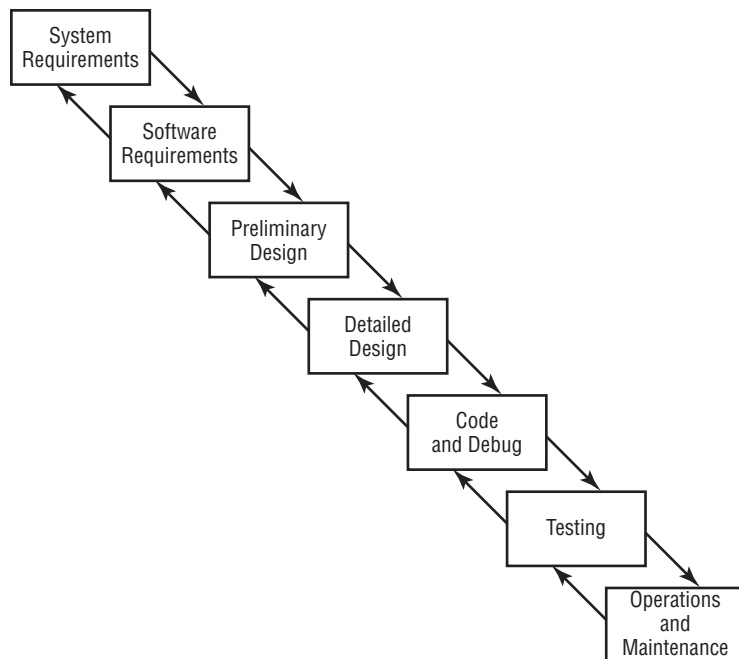 System
Requirements
Software
Requirements
Preliminary
Design
Detailed
Design
Code
and Debug
Testing
Operations
and
Maintenance